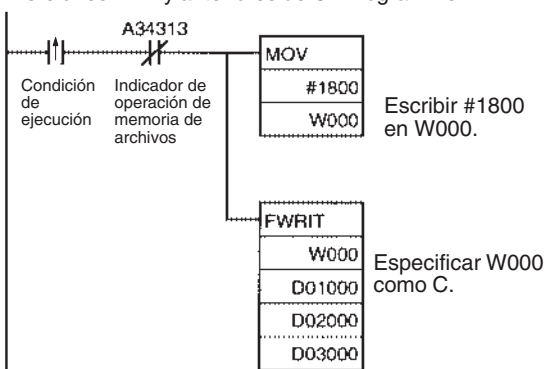 A34313
MOV
#1800
W000
Condición
de
ejecución
Indicador de
operación de
memoria de
archivos
Escribir #1800
en W000.
FWRIT
W000
D01000
D02000
D03000
Especificar W000
como C.